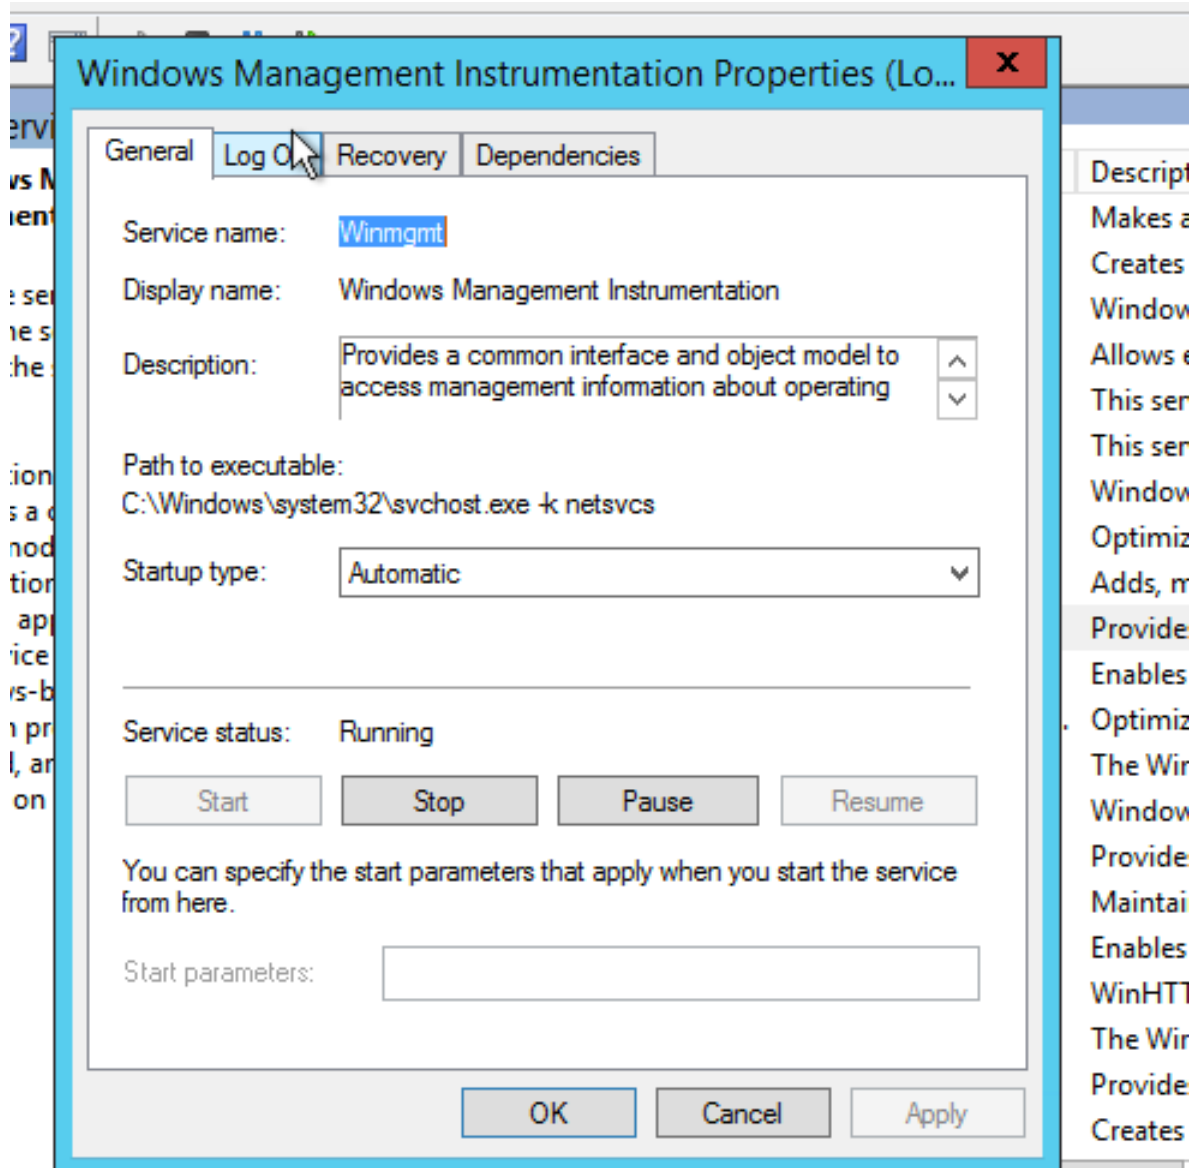 Windows Management Instrumentation Properties (Lo...
X
General
Log O
Recovery
Dependencies
Service name: Winmgmt
Display name: Windows Management Instrumentation
Description: Provides a common interface and object model to
access management information about operating
Path to executable:
C:\Windows\system32\svchost.exe -k netsvcs
Startup type: Automatic
Service status: Running
Start
Stop
Pause
Resume
You can specify the start parameters that apply when you start the service
from here.
Start parameters:
OK
Cancel
Apply
Descript
Makes a
Creates
Window
Allows e
This ser
This ser
Window
Optimiz
Adds, m
Provide
Enables
Optimiz
The Wir
Window
Provide
Maintai
Enables
WinHTT
The Wir
Provide
Creates